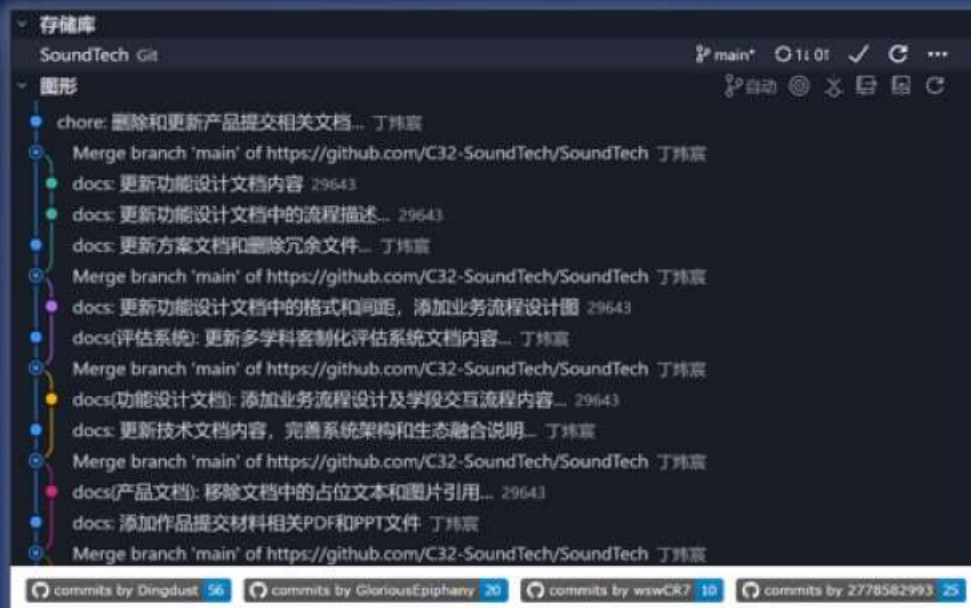 存储库
SoundTech Git main* 1↓ 0↑
图形 自动
chore: 删除和更新产品提交相关文档... 丁炜宸
Merge branch 'main' of https://github.com/C32-SoundTech/SoundTech 丁炜宸
docs: 更新功能设计文档内容 29643
docs: 更新功能设计文档中的流程描述... 29643
docs: 更新方案文档和删除冗余文件... 丁炜宸
Merge branch 'main' of https://github.com/C32-SoundTech/SoundTech 丁炜宸
docs: 更新功能设计文档中的格式和间距，添加业务流程设计图 29643
docs(评估系统): 更新多学科客制化评估系统文档内容... 丁炜宸
Merge branch 'main' of https://github.com/C32-SoundTech/SoundTech 丁炜宸
docs(功能设计文档): 添加业务流程设计及学段交互流程内容... 29643
docs: 更新技术文档内容，完善系统架构和生态融合说明... 丁炜宸
Merge branch 'main' of https://github.com/C32-SoundTech/SoundTech 丁炜宸
docs(产品文档): 移除文档中的占位文本和图片引用... 29643
docs: 添加作品提交材料相关PDF和PPT文件 丁炜宸
Merge branch 'main' of https://github.com/C32-SoundTech/SoundTech 丁炜宸
commits by Dingdust 56 commits by GloriousEpiphany 20 commits by wswCR7 10 commits by 2778582993 25